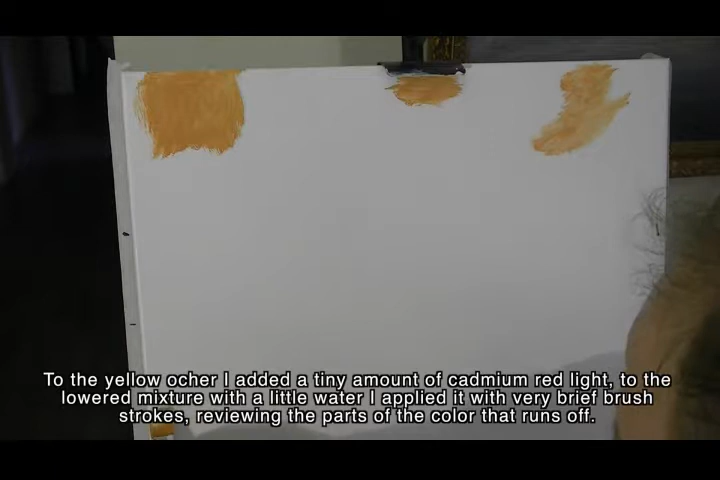 To the yellow ocher I added a tiny amount of cadmium red light, to the
lowered mixture with a little water I applied it with very brief brush
strokes, reviewing the parts of the color that runs off.